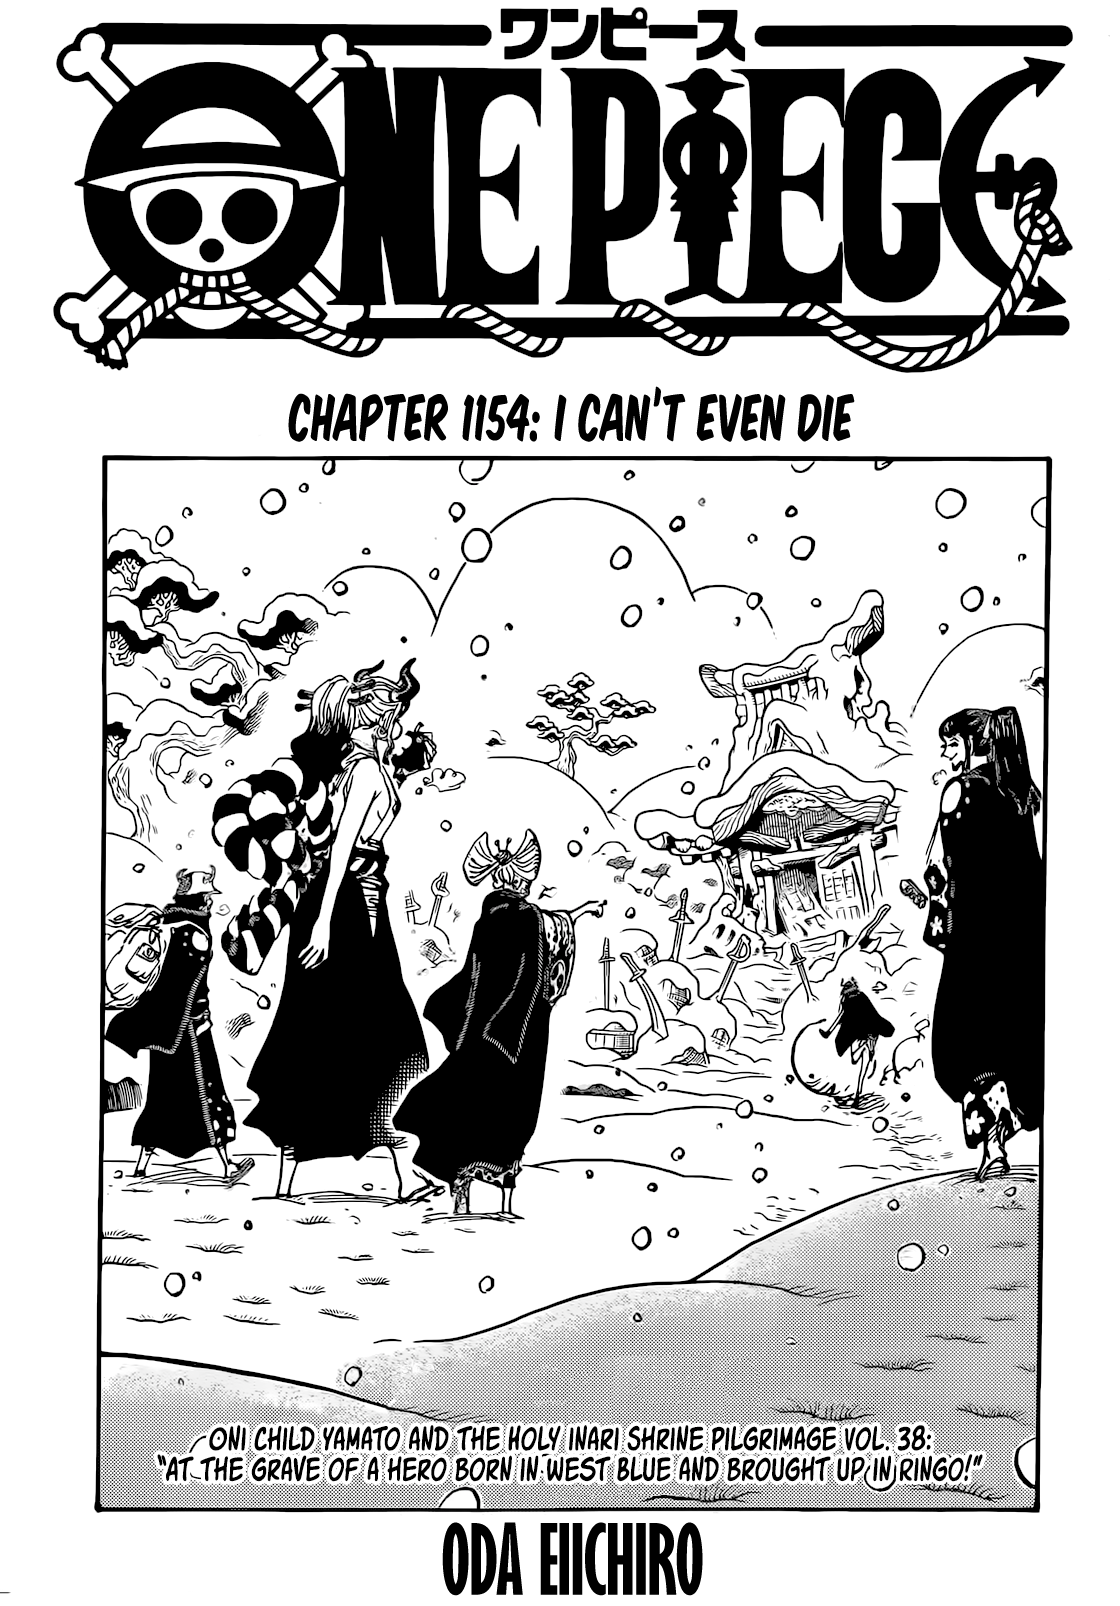 ワンピース
ONE PIECE
CHAPTER 1154: I CAN'T EVEN DIE
ONI CHILD YAMATO AND THE HOLY INARI SHRINE PILGRIMAGE VOL. 38:
"AT THE GRAVE OF A HERO BORN IN WEST BLUE AND BROUGHT UP IN RINGO!"
ODA EIICHIRO